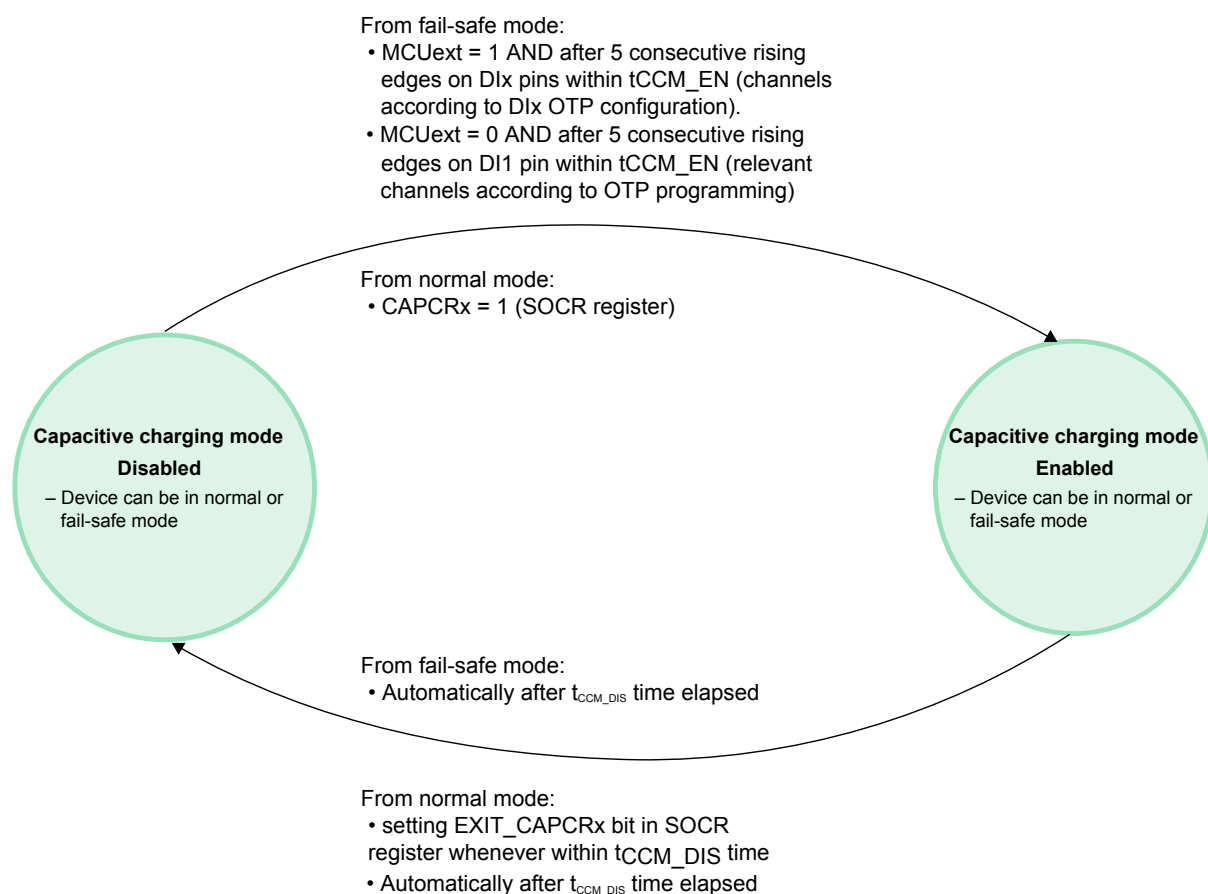 From fail-safe mode:
• MCUext = 1 AND after 5 consecutive rising
edges on DIx pins within tCCM_EN (channels
according to DIx OTP configuration).
• MCUext = 0 AND after 5 consecutive rising
edges on DI1 pin within tCCM_EN (relevant
channels according to OTP programming)
From normal mode:
• CAPCRx = 1 (SOCR register)
Capacitive charging mode
Disabled
– Device can be in normal or
fail-safe mode
Capacitive charging mode
Enabled
– Device can be in normal or
fail-safe mode
From fail-safe mode:
• Automatically after tCCM_DIS time elapsed
From normal mode:
• setting EXIT_CAPCRx bit in SOCR
register whenever within tCCM_DIS time
• Automatically after tCCM_DIS time elapsed